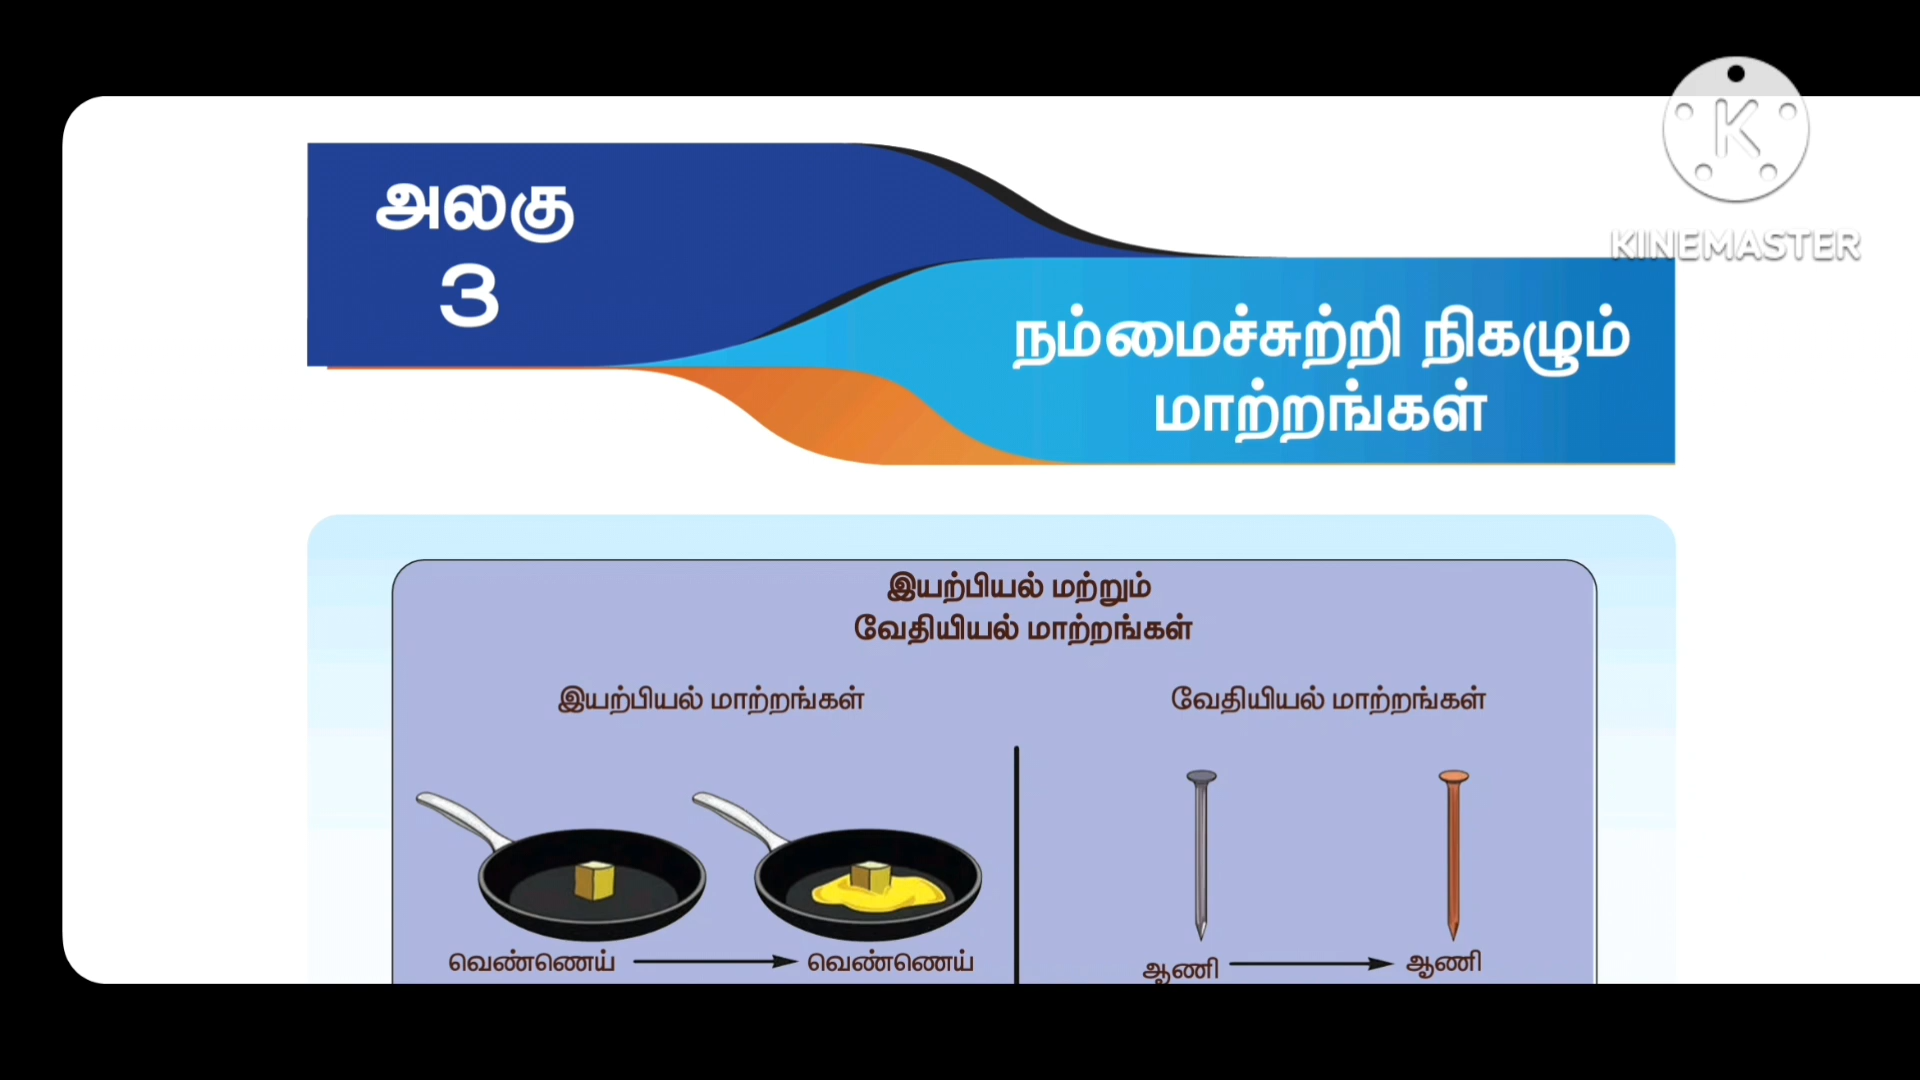 K
KINEMASTER
அலகு
3
நம்மைச்சுற்றி நிகழும்
மாற்றங்கள்
இயற்பியல் மற்றும்
வேதியியல் மாற்றங்கள்
இயற்பியல் மாற்றங்கள்
வேதியியல் மாற்றங்கள்
வெண்ணெய் வெண்ணெய்
ஆணி ஆணி